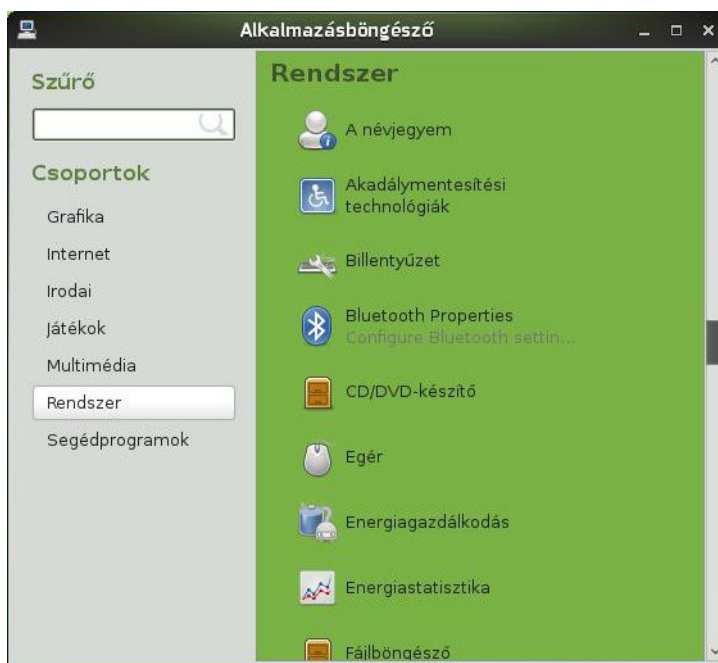 Alkalmazásböngésző
Szűrő
Csoportok
Grafika
Internet
Irodai
Játékok
Multimédia
Rendszer
Segédprogramok
Rendszer
A névjegyem
Akadálymentesítési
technológiák
Billentyűzet
Bluetooth Properties
Configure Bluetooth settin...
CD/DVD-készítő
Egér
Energiagazdálkodás
Energiastatisztika
Fájlböngésző